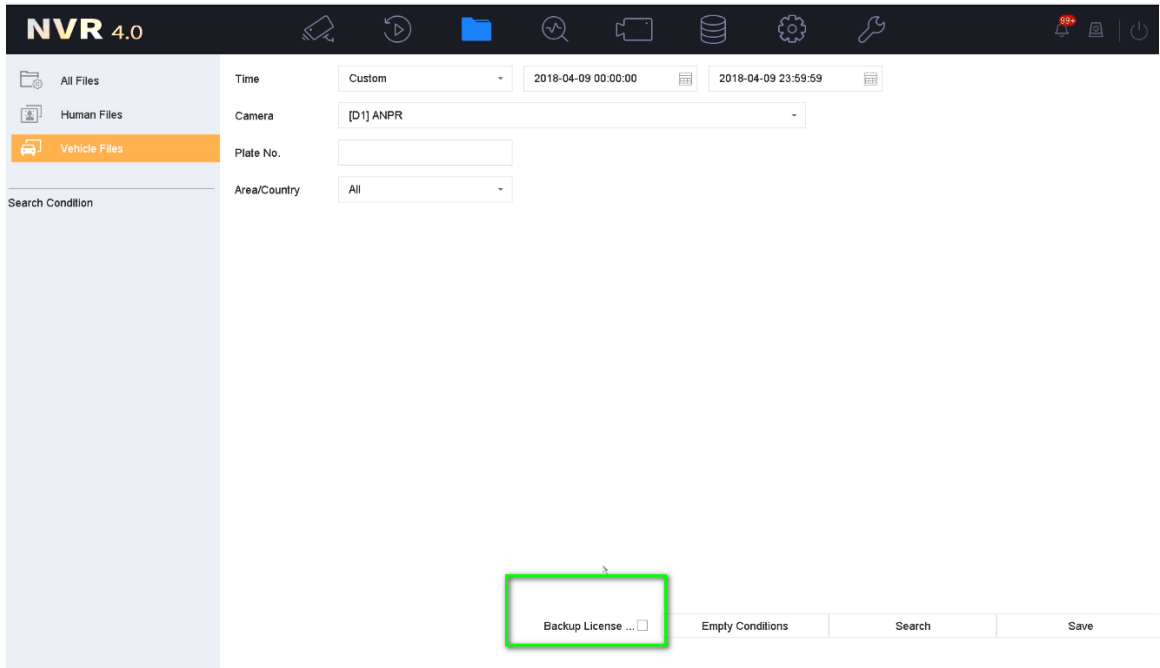 NVR 4.0
99+
All Files
Human Files
Vehicle Files
Search Condition
Time Custom 2018-04-09 00:00:00 2018-04-09 23:59:59
Camera [D1] ANPR
Plate No.
Area/Country All
Backup License ... Empty Conditions Search Save